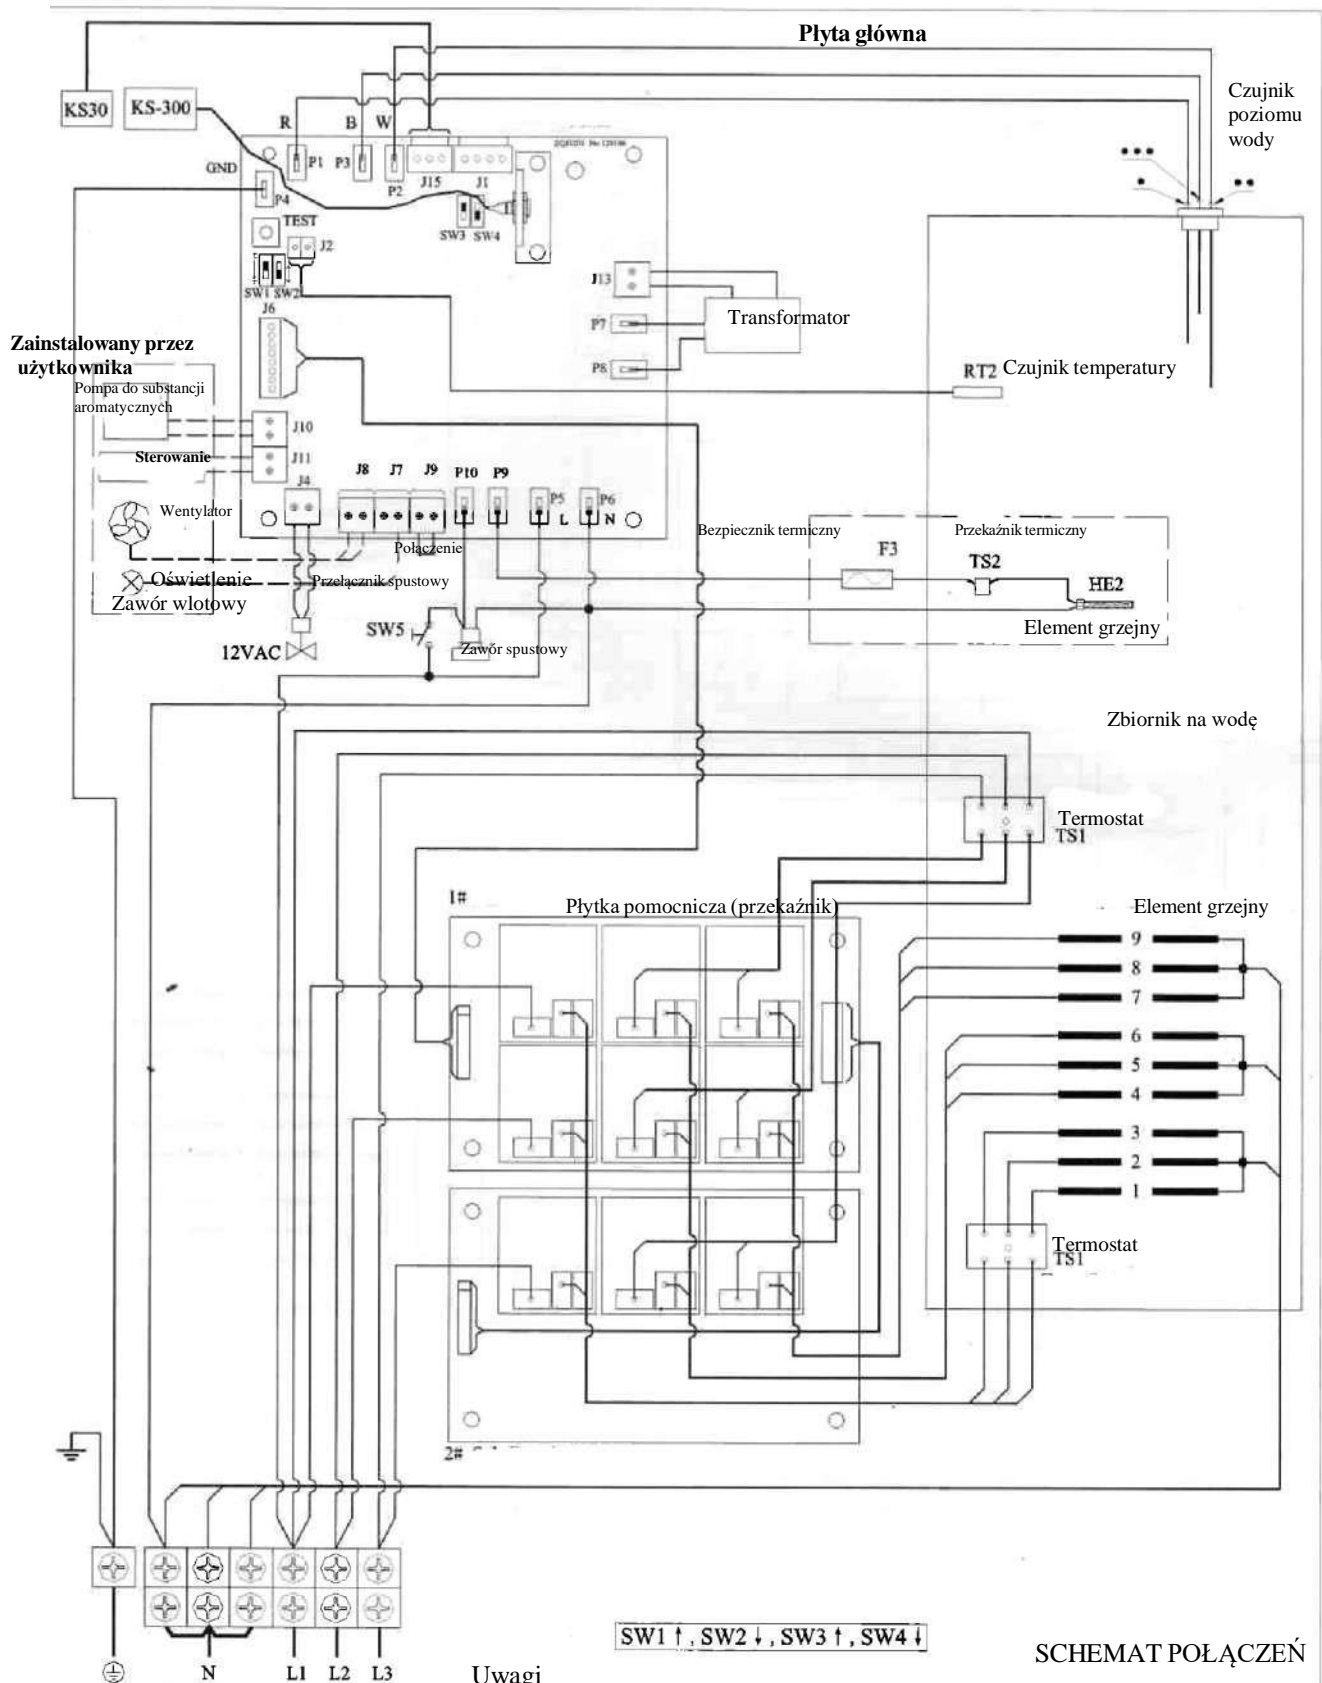 Płyta główna
KS30
KS-300
Czujnik
poziomu
wody
R
B
W
P1
P3
P2
J15
J1
GND
P4
TEST
SW3
SW4
J2
SW1
SW2
J6
J13
P7
Transformator
P8
RT2
Czujnik temperatury
Zainstalowany przez
użytkownika
Pompa do substancji
aromatycznych
J10
Sterowanie
J11
J4
J8
J7
J9
P10
P9
P5
P6
L
N
Wentylator
Połączenie
Bezpiecznik termiczny
Przekaźnik termiczny
F3
TS2
HE2
Oświetlenie
Przełącznik spustowy
Zawór wlotowy
Element grzejny
SW5
12VAC
Zawór spustowy
Zbiornik na wodę
Termostat
TS1
1#
Płytka pomocnicza (przekaźnik)
Element grzejny
9
8
7
6
5
4
3
2
1
Termostat
TS1
2#
SW1 ↑ , SW2 ↓ , SW3 ↑ , SW4 ↓
SCHEMAT POŁĄCZEŃ
N
L1
L2
L3
Uwagi